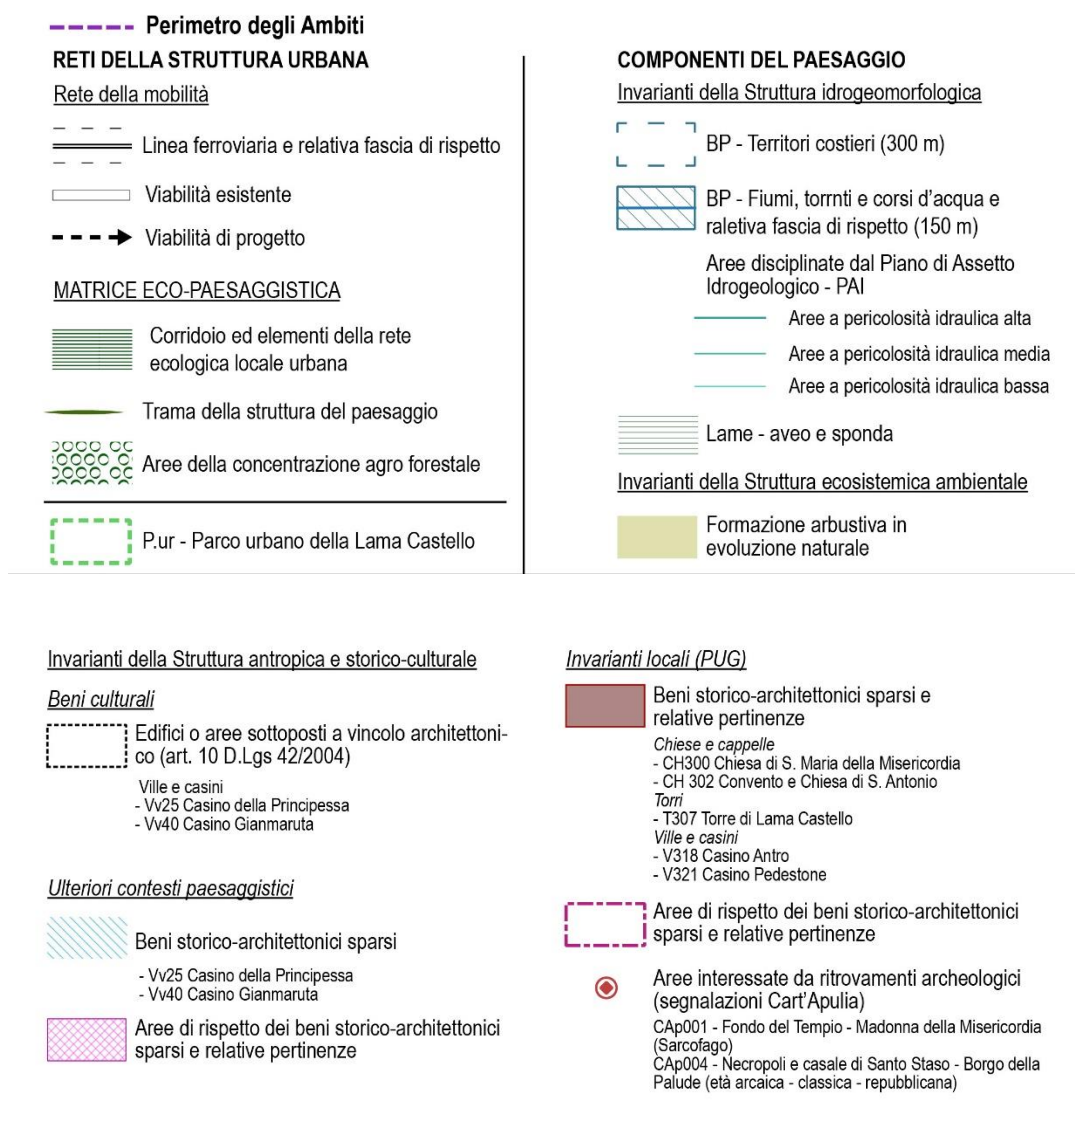 Perimetro degli Ambiti
RETI DELLA STRUTTURA URBANA
Rete della mobilità
Linea ferroviaria e relativa fascia di rispetto
Viabilità esistente
Viabilità di progetto
MATRICE ECO-PAESAGGISTICA
Corridoio ed elementi della rete
ecologica locale urbana
Trama della struttura del paesaggio
Aree della concentrazione agro forestale
P.ur - Parco urbano della Lama Castello
COMPONENTI DEL PAESAGGIO
Invarianti della Struttura idrogeomorfologica
BP - Territori costieri (300 m)
BP - Fiumi, torrnti e corsi d'acqua e
raletiva fascia di rispetto (150 m)
Aree disciplinate dal Piano di Assetto
Idrogeologico - PAI
Aree a pericolosità idraulica alta
Aree a pericolosità idraulica media
Aree a pericolosità idraulica bassa
Lame - aveo e sponda
Invarianti della Struttura ecosistemica ambientale
Formazione arbustiva in
evoluzione naturale
Invarianti della Struttura antropica e storico-culturale
Beni culturali
Edifici o aree sottoposti a vincolo architettoni-
co (art. 10 D.Lgs 42/2004)
Ville e casini
- Vv25 Casino della Principessa
- Vv40 Casino Gianmaruta
Ulteriori contesti paesaggistici
Beni storico-architettonici sparsi
- Vv25 Casino della Principessa
- Vv40 Casino Gianmaruta
Aree di rispetto dei beni storico-architettonici
sparsi e relative pertinenze
Invarianti locali (PUG)
Beni storico-architettonici sparsi e
relative pertinenze
Chiese e cappelle
- CH300 Chiesa di S. Maria della Misericordia
- CH 302 Convento e Chiesa di S. Antonio
Torri
- T307 Torre di Lama Castello
Ville e casini
- V318 Casino Antro
- V321 Casino Pedestone
Aree di rispetto dei beni storico-architettonici
sparsi e relative pertinenze
Aree interessate da ritrovamenti archeologici
(segnalazioni Cart'Apulia)
CAp001 - Fondo del Tempio - Madonna della Misericordia
(Sarcofago)
CAp004 - Necropoli e casale di Santo Staso - Borgo della
Palude (età arcaica - classica - repubblicana)